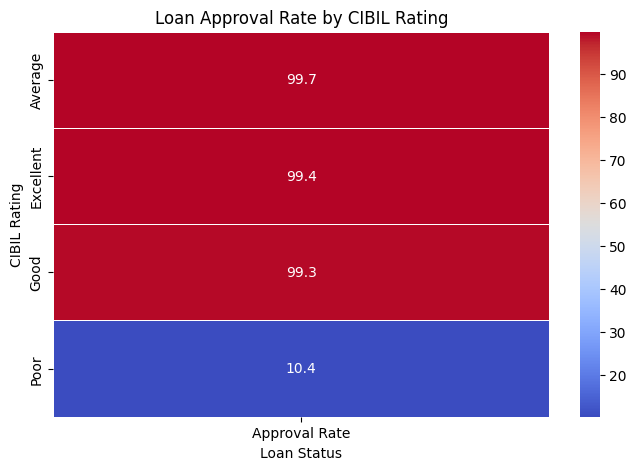 Loan Approval Rate by CIBIL Rating
CIBIL Rating
Average
99.7
Excellent
99.4
Good
99.3
Poor
10.4
Approval Rate
Loan Status
90
80
70
60
50
40
30
20